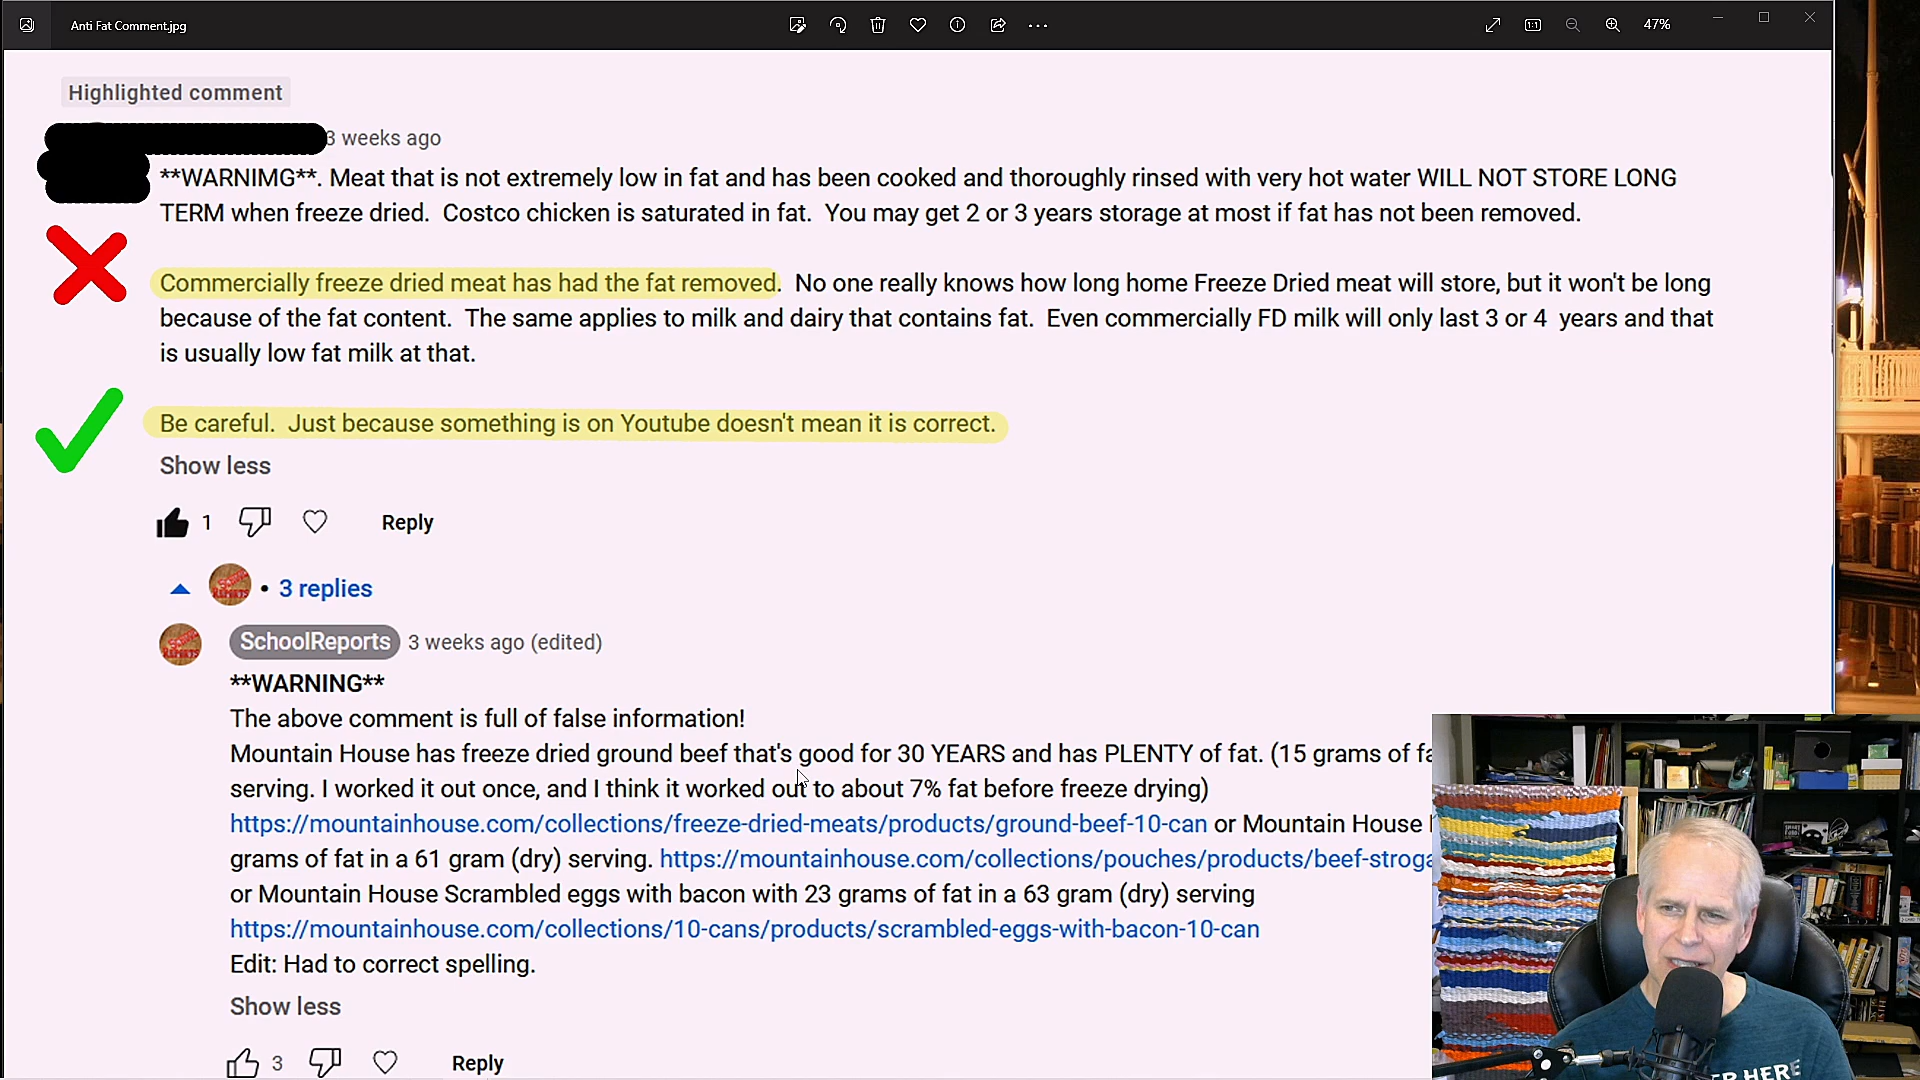 Anti Fat Comment.jpg
47%
Highlighted comment
3 weeks ago
**WARNIMG**. Meat that is not extremely low in fat and has been cooked and thoroughly rinsed with very hot water WILL NOT STORE LONG
TERM when freeze dried. Costco chicken is saturated in fat. You may get 2 or 3 years storage at most if fat has not been removed.
Commercially freeze dried meat has had the fat removed. No one really knows how long home Freeze Dried meat will store, but it won't be long
because of the fat content. The same applies to milk and dairy that contains fat. Even commercially FD milk will only last 3 or 4 years and that
is usually low fat milk at that.
Be careful. Just because something is on Youtube doesn't mean it is correct.
Show less
1 Reply
• 3 replies
SchoolReports 3 weeks ago (edited)
**WARNING**
The above comment is full of false information!
Mountain House has freeze dried ground beef that's good for 30 YEARS and has PLENTY of fat. (15 grams of
serving. I worked it out once, and I think it worked out to about 7% fat before freeze drying)
https://mountainhouse.com/collections/freeze-dried-meats/products/ground-beef-10-can or Mountain House
grams of fat in a 61 gram (dry) serving. https://mountainhouse.com/collections/pouches/products/beef-stroga
or Mountain House Scrambled eggs with bacon with 23 grams of fat in a 63 gram (dry) serving
https://mountainhouse.com/collections/10-cans/products/scrambled-eggs-with-bacon-10-can
Edit: Had to correct spelling.
Show less
3 Reply
HERE